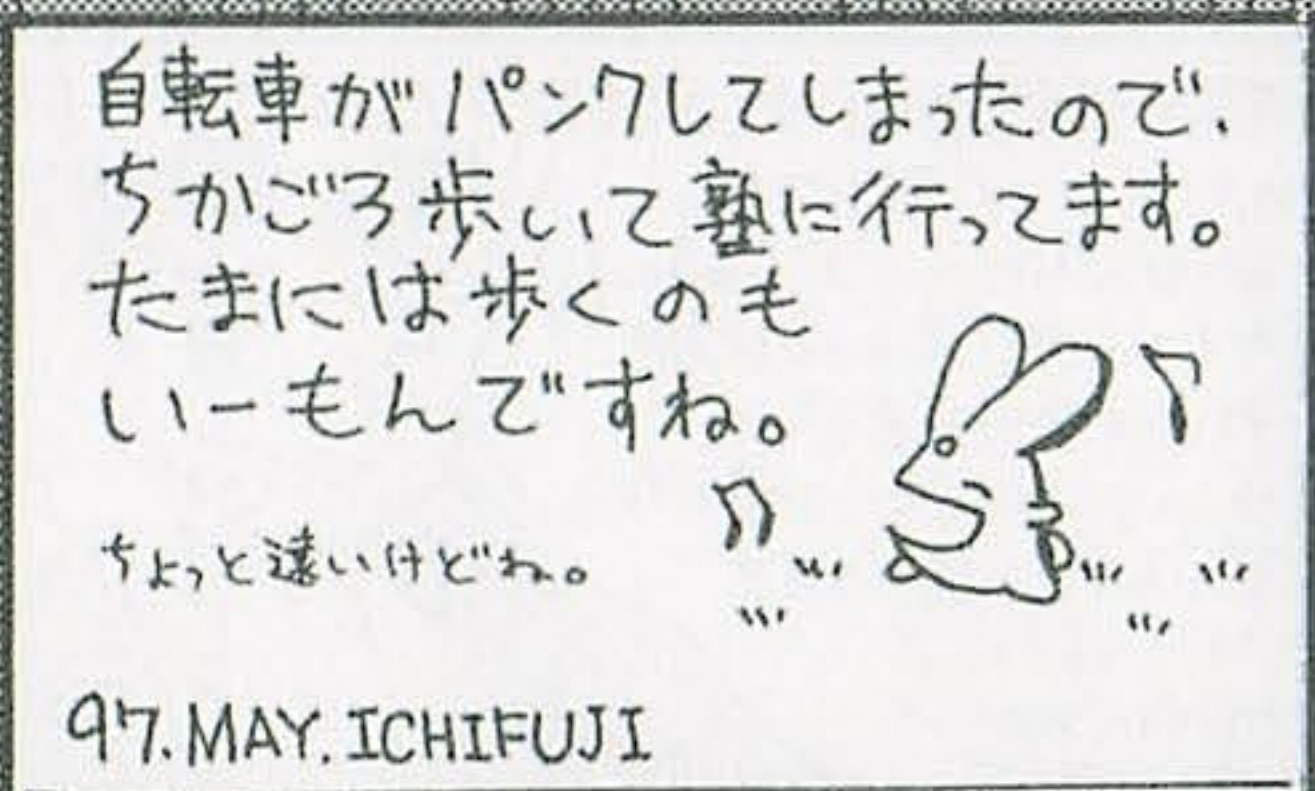 自転車がパンクしてしまったので、
ちかごろ歩いて塾に行ってます。
たまには歩くのも
いーもんですね。
ちょっと遠いけどね。
97.MAY.ICHIFUJI